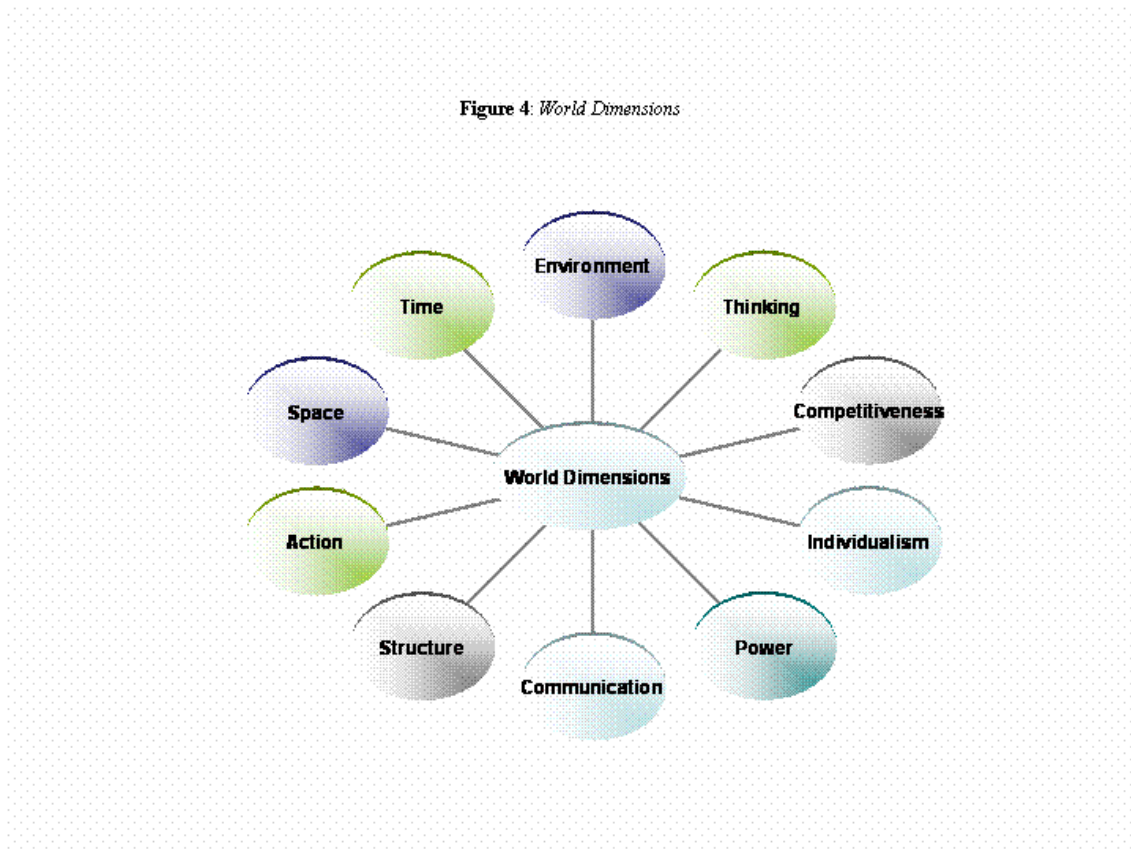 Figure 4: World Dimensions
Environment
Time
Thinking
Space
Competitiveness
World Dimensions
Action
Individualism
Structure
Power
Communication